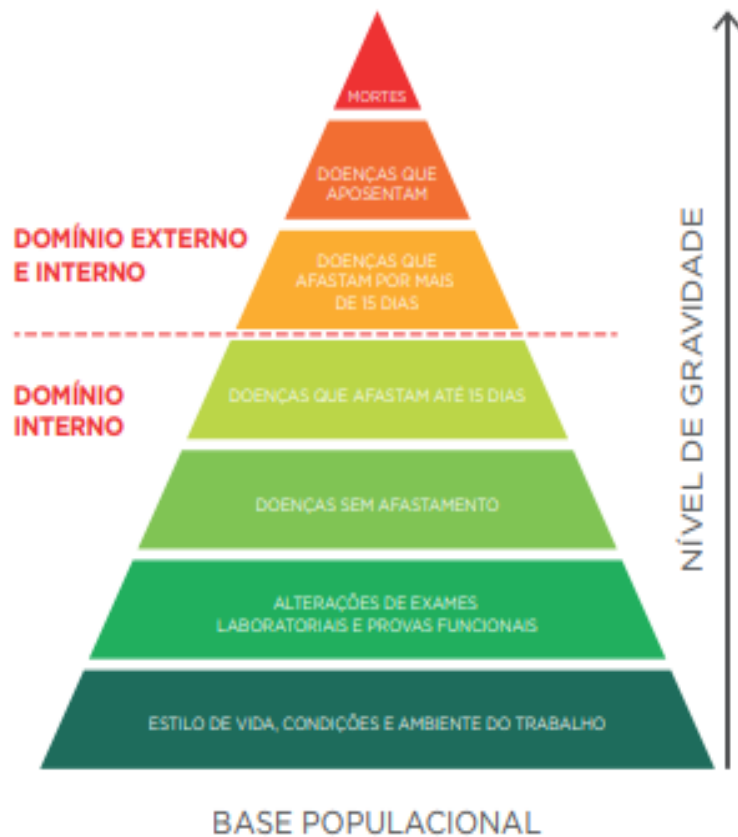 MORTES
DOENÇAS QUE
APOSENTAM
DOMÍNIO EXTERNO
E INTERNO
DOENÇAS QUE
AFASTAM POR MAIS
DE 15 DIAS
DOMÍNIO
INTERNO
DOENÇAS QUE AFASTAM ATÉ 15 DIAS
DOENÇAS SEM AFASTAMENTO
ALTERAÇÕES DE EXAMES
LABORATORIAIS E PROVAS FUNCIONAIS
ESTILO DE VIDA, CONDIÇÕES E AMBIENTE DO TRABALHO
NÍVEL DE GRAVIDADE
BASE POPULACIONAL